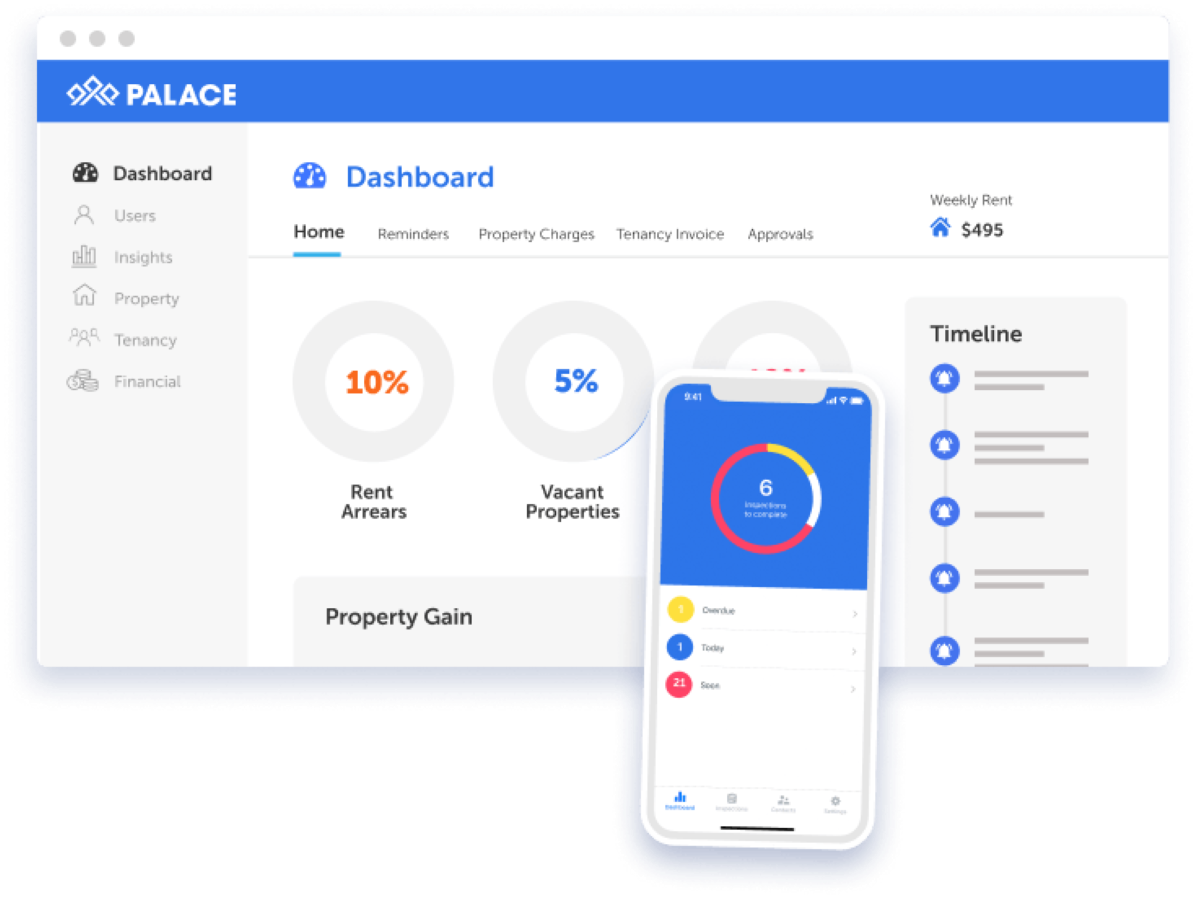 PALACE
Dashboard
Users
Insights
Property
Tenancy
Financial
Dashboard
Home
Reminders
Property Charges
Tenancy Invoice
Approvals
Weekly Rent
$495
10%
Rent
Arrears
5%
Vacant
Properties
Property Gain
Timeline
9:41
6
Inspections
to complete
1
Overdue
1
Today
21
Soon
Dashboard
Inspections
Contacts
Settings